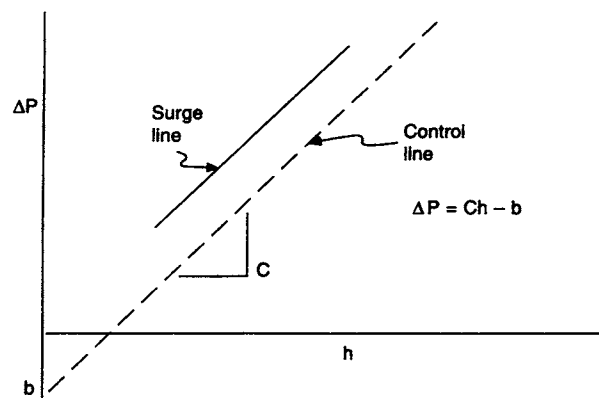 ΔP
Surge
line
Control
line
ΔP = Ch – b
C
h
b